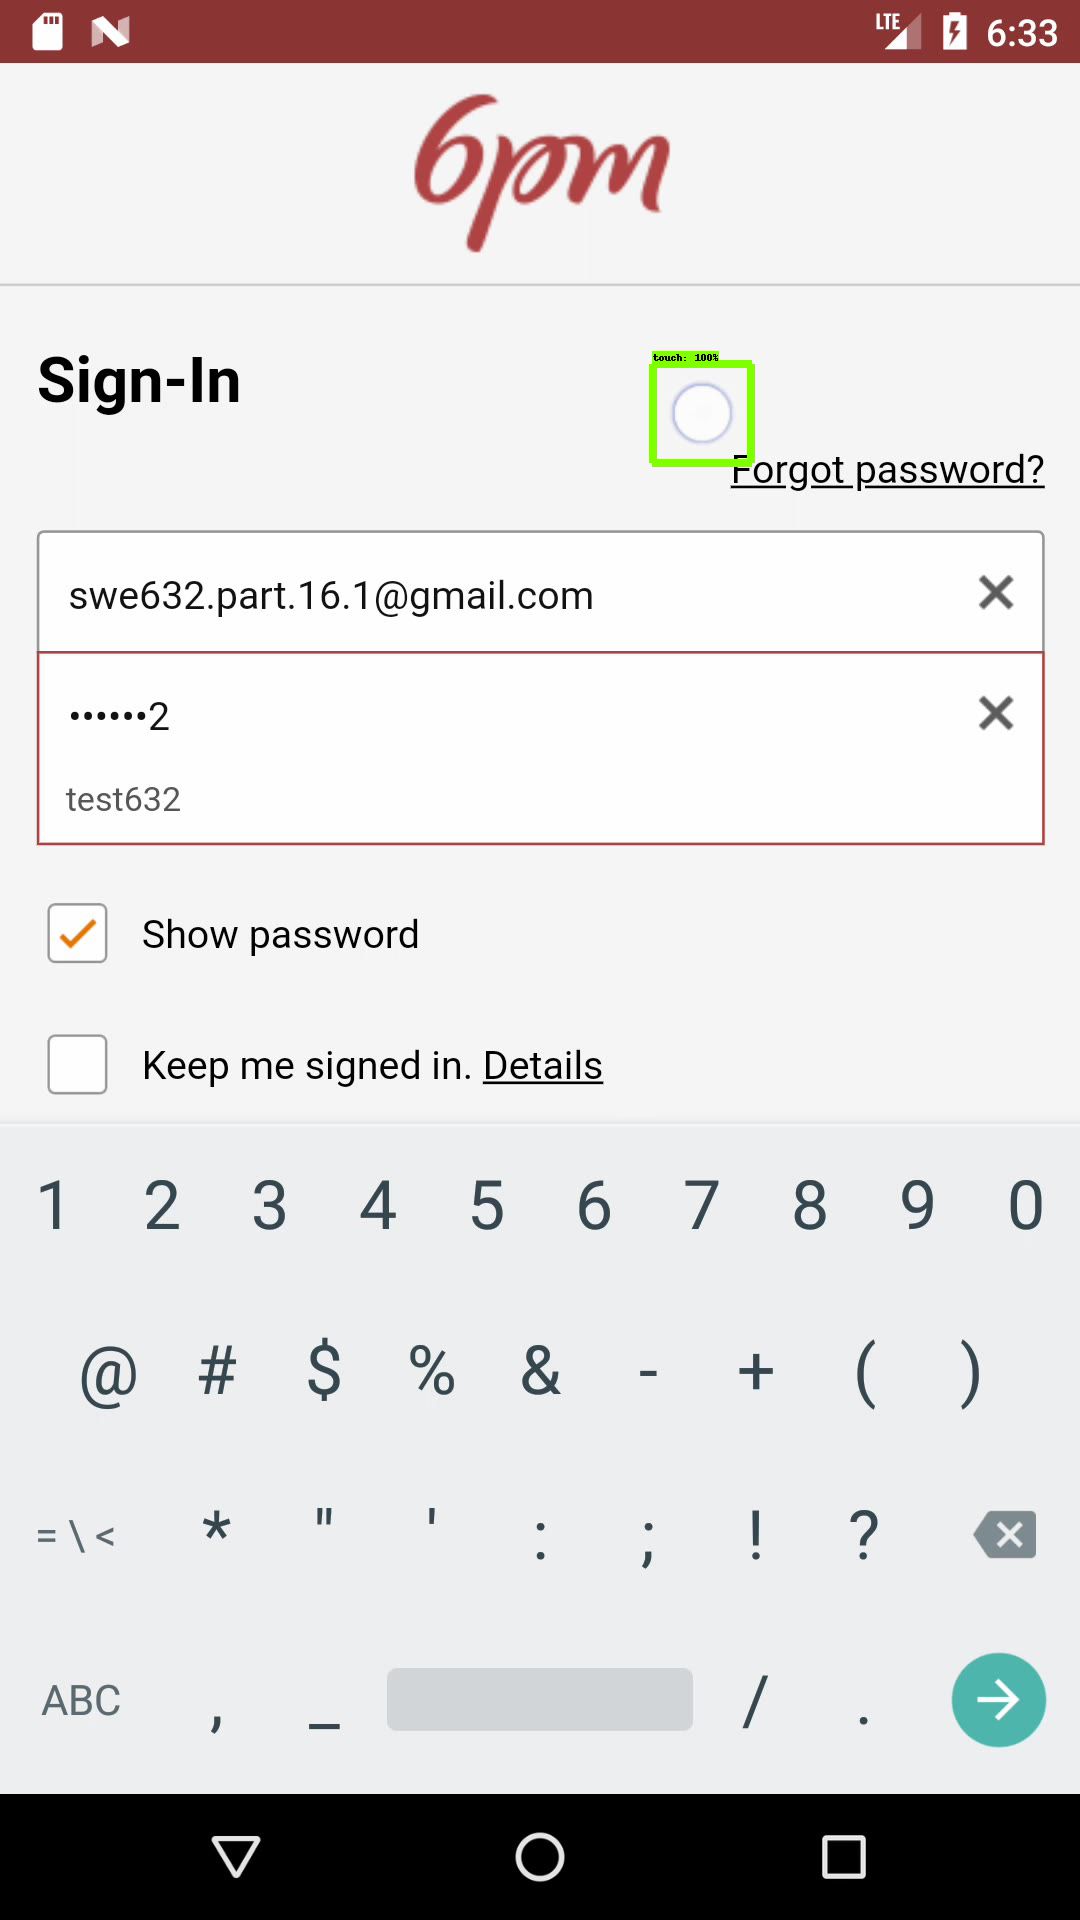 LTE 6:33
6pm
Sign-In
touch: 100%
Forgot password?
swe632.part.16.1@gmail.com
••••••2
test632
Show password
Keep me signed in. Details
1 2 3 4 5 6 7 8 9 0
@ # $ % & - + ( )
= \ < * " ' : ; ! ?
ABC , _ / .